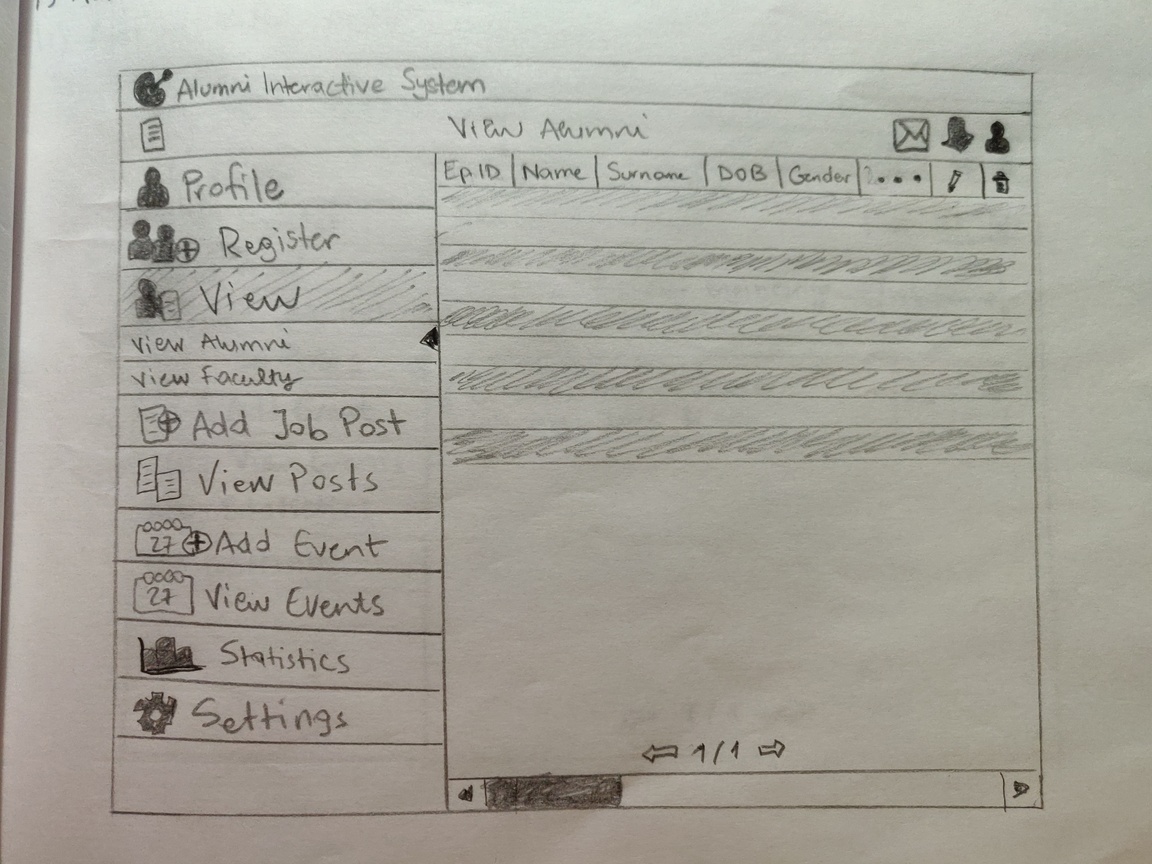 Alumni Interactive System
View Alumni
Profile
Ep ID Name Surname DOB Gender ...
Register
View
View Alumni
View Faculty
Add Job Post
View Posts
27 Add Event
27 View Events
Statistics
Settings
1/1